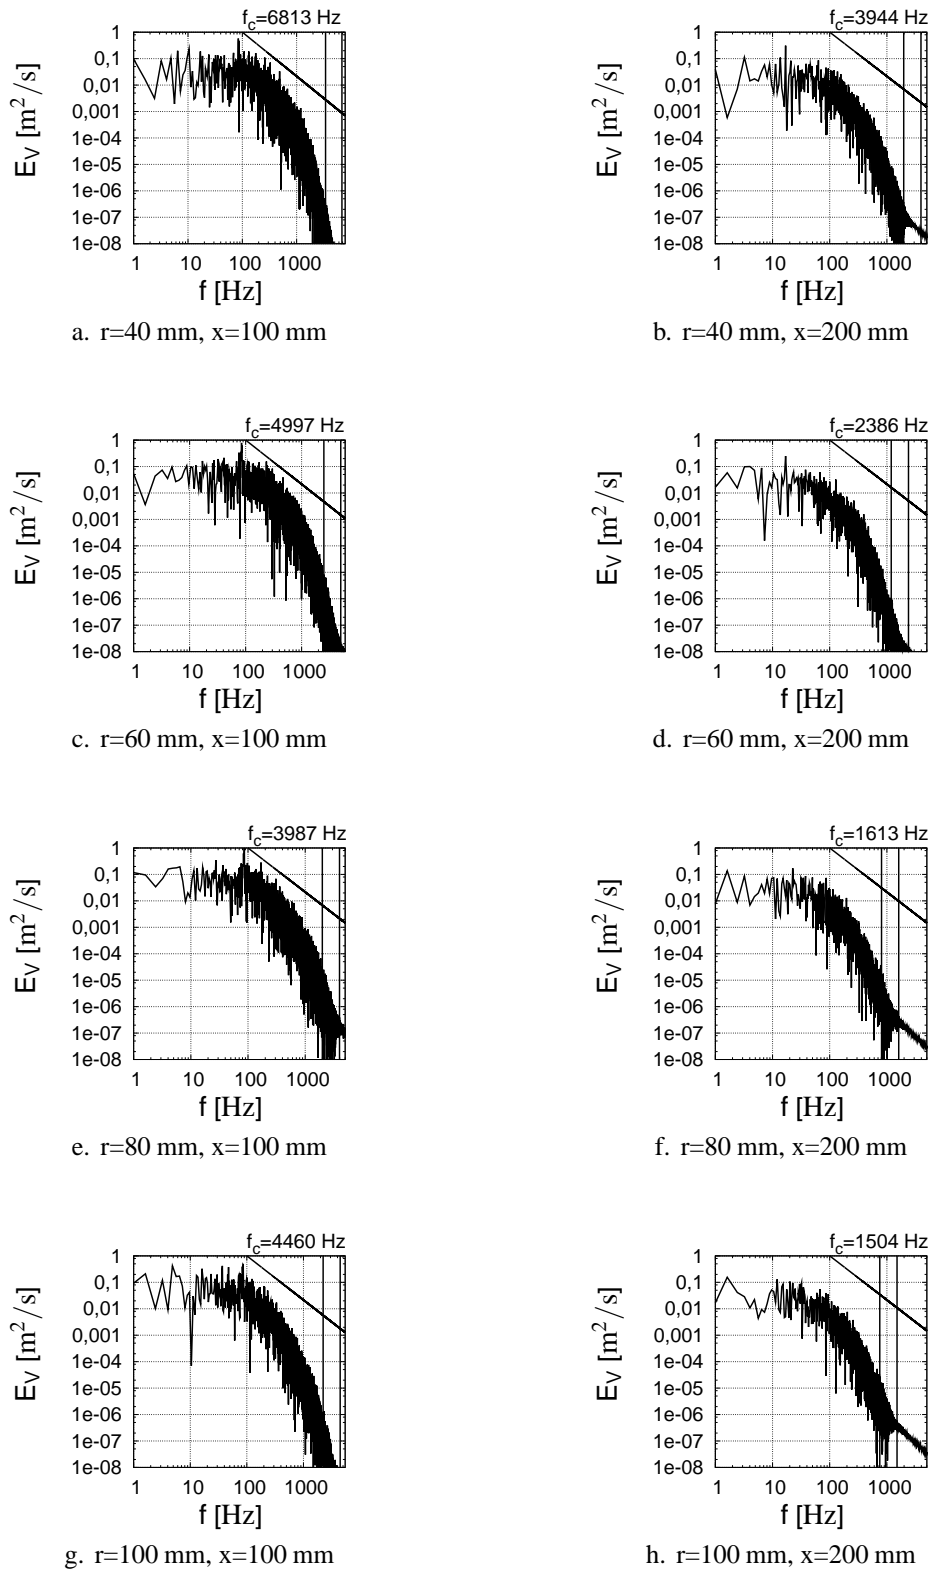 f_c=6813 Hz
E_V [m^2/s]
1
0,1
0,01
0,001
1e-04
1e-05
1e-06
1e-07
1e-08
1 10 100 1000
f [Hz]
a. r=40 mm, x=100 mm
f_c=3944 Hz
E_V [m^2/s]
1
0,1
0,01
0,001
1e-04
1e-05
1e-06
1e-07
1e-08
1 10 100 1000
f [Hz]
b. r=40 mm, x=200 mm
f_c=4997 Hz
E_V [m^2/s]
1
0,1
0,01
0,001
1e-04
1e-05
1e-06
1e-07
1e-08
1 10 100 1000
f [Hz]
c. r=60 mm, x=100 mm
f_c=2386 Hz
E_V [m^2/s]
1
0,1
0,01
0,001
1e-04
1e-05
1e-06
1e-07
1e-08
1 10 100 1000
f [Hz]
d. r=60 mm, x=200 mm
f_c=3987 Hz
E_V [m^2/s]
1
0,1
0,01
0,001
1e-04
1e-05
1e-06
1e-07
1e-08
1 10 100 1000
f [Hz]
e. r=80 mm, x=100 mm
f_c=1613 Hz
E_V [m^2/s]
1
0,1
0,01
0,001
1e-04
1e-05
1e-06
1e-07
1e-08
1 10 100 1000
f [Hz]
f. r=80 mm, x=200 mm
f_c=4460 Hz
E_V [m^2/s]
1
0,1
0,01
0,001
1e-04
1e-05
1e-06
1e-07
1e-08
1 10 100 1000
f [Hz]
g. r=100 mm, x=100 mm
f_c=1504 Hz
E_V [m^2/s]
1
0,1
0,01
0,001
1e-04
1e-05
1e-06
1e-07
1e-08
1 10 100 1000
f [Hz]
h. r=100 mm, x=200 mm